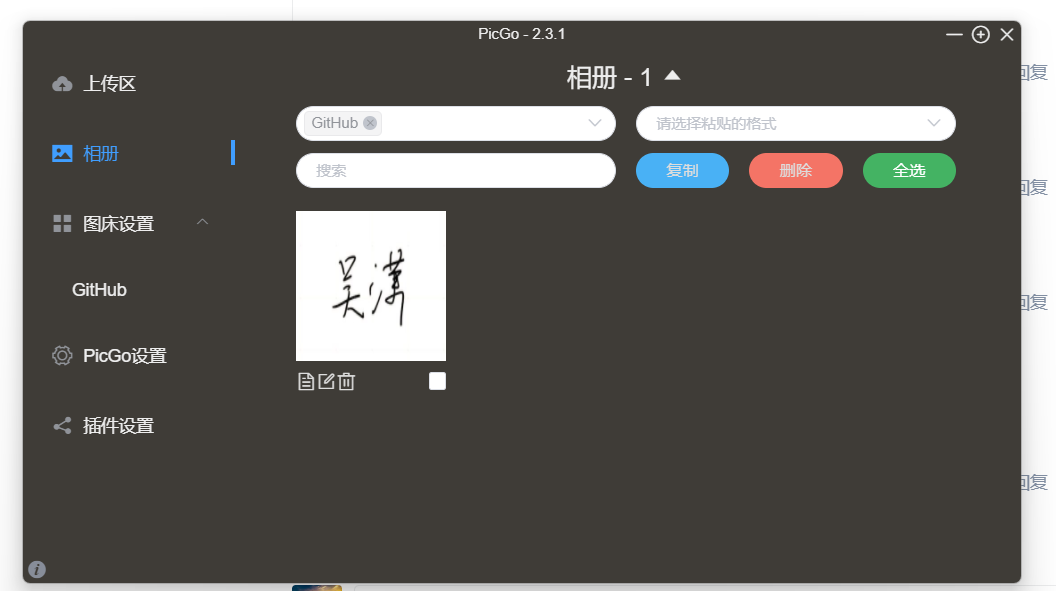 PicGo - 2.3.1
上传区
相册
图床设置
GitHub
PicGo设置
插件设置
相册 - 1
GitHub
请选择粘贴的格式
搜索
复制
删除
全选
吴潇
回复
回复
回复
回复